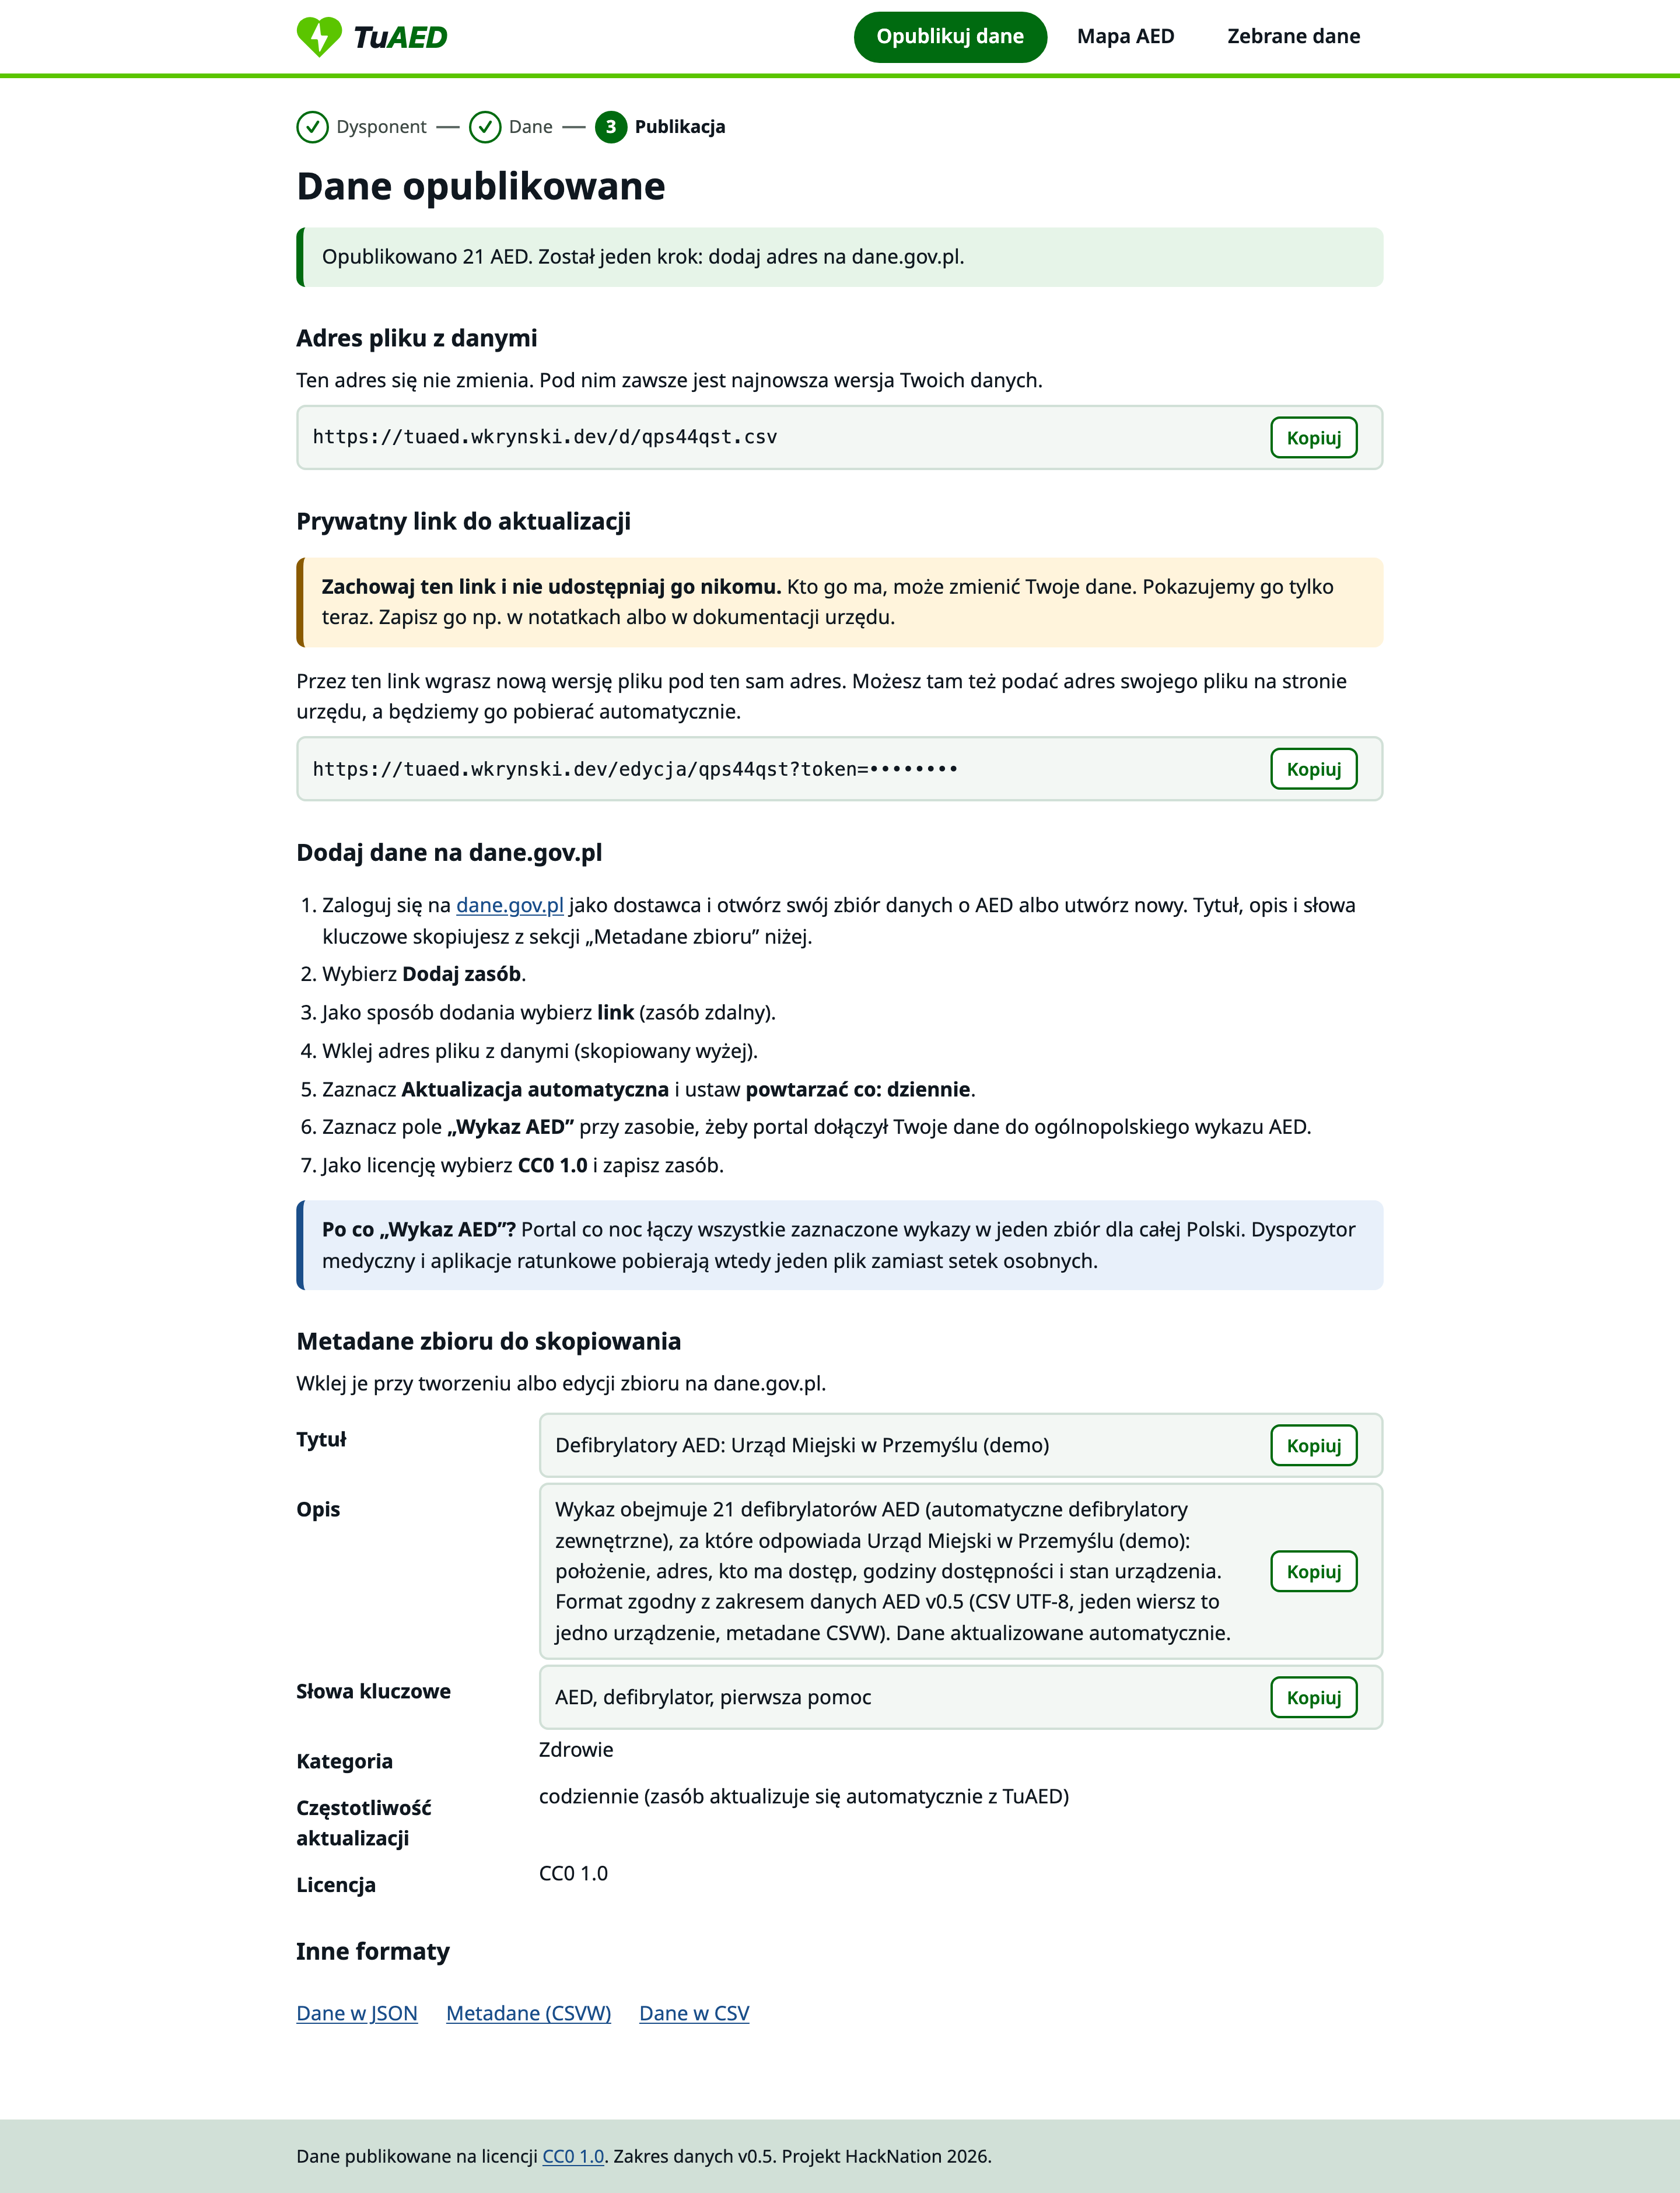 TuAED
Opublikuj dane
Mapa AED
Zebrane dane
Dysponent
Dane
3 Publikacja
Dane opublikowane
Opublikowano 21 AED. Został jeden krok: dodaj adres na dane.gov.pl.
Adres pliku z danymi
Ten adres się nie zmienia. Pod nim zawsze jest najnowsza wersja Twoich danych.
https://tuaed.wkrynski.dev/d/qps44qst.csv
Kopiuj
Prywatny link do aktualizacji
Zachowaj ten link i nie udostępniaj go nikomu. Kto go ma, może zmienić Twoje dane. Pokazujemy go tylko
teraz. Zapisz go np. w notatkach albo w dokumentacji urzędu.
Przez ten link wgrasz nową wersję pliku pod ten sam adres. Możesz tam też podać adres swojego pliku na stronie
urzędu, a będziemy go pobierać automatycznie.
https://tuaed.wkrynski.dev/edycja/qps44qst?token=••••••••
Kopiuj
Dodaj dane na dane.gov.pl
1. Zaloguj się na dane.gov.pl jako dostawca i otwórz swój zbiór danych o AED albo utwórz nowy. Tytuł, opis i słowa
kluczowe skopiujesz z sekcji „Metadane zbioru” niżej.
2. Wybierz Dodaj zasób.
3. Jako sposób dodania wybierz link (zasób zdalny).
4. Wklej adres pliku z danymi (skopiowany wyżej).
5. Zaznacz Aktualizacja automatyczna i ustaw powtarzać co: dziennie.
6. Zaznacz pole „Wykaz AED” przy zasobie, żeby portal dołączył Twoje dane do ogólnopolskiego wykazu AED.
7. Jako licencję wybierz CC0 1.0 i zapisz zasób.
Po co „Wykaz AED”? Portal co noc łączy wszystkie zaznaczone wykazy w jeden zbiór dla całej Polski. Dyspozytor
medyczny i aplikacje ratunkowe pobierają wtedy jeden plik zamiast setek osobnych.
Metadane zbioru do skopiowania
Wklej je przy tworzeniu albo edycji zbioru na dane.gov.pl.
Tytuł
Defibrylatory AED: Urząd Miejski w Przemyślu (demo)
Kopiuj
Opis
Wykaz obejmuje 21 defibrylatorów AED (automatyczne defibrylatory
zewnętrzne), za które odpowiada Urząd Miejski w Przemyślu (demo):
położenie, adres, kto ma dostęp, godziny dostępności i stan urządzenia.
Format zgodny z zakresem danych AED v0.5 (CSV UTF-8, jeden wiersz to
jedno urządzenie, metadane CSVW). Dane aktualizowane automatycznie.
Kopiuj
Słowa kluczowe
AED, defibrylator, pierwsza pomoc
Kopiuj
Kategoria
Zdrowie
Częstotliwość
aktualizacji
codziennie (zasób aktualizuje się automatycznie z TuAED)
Licencja
CC0 1.0
Inne formaty
Dane w JSON
Metadane (CSVW)
Dane w CSV
Dane publikowane na licencji CC0 1.0. Zakres danych v0.5. Projekt HackNation 2026.